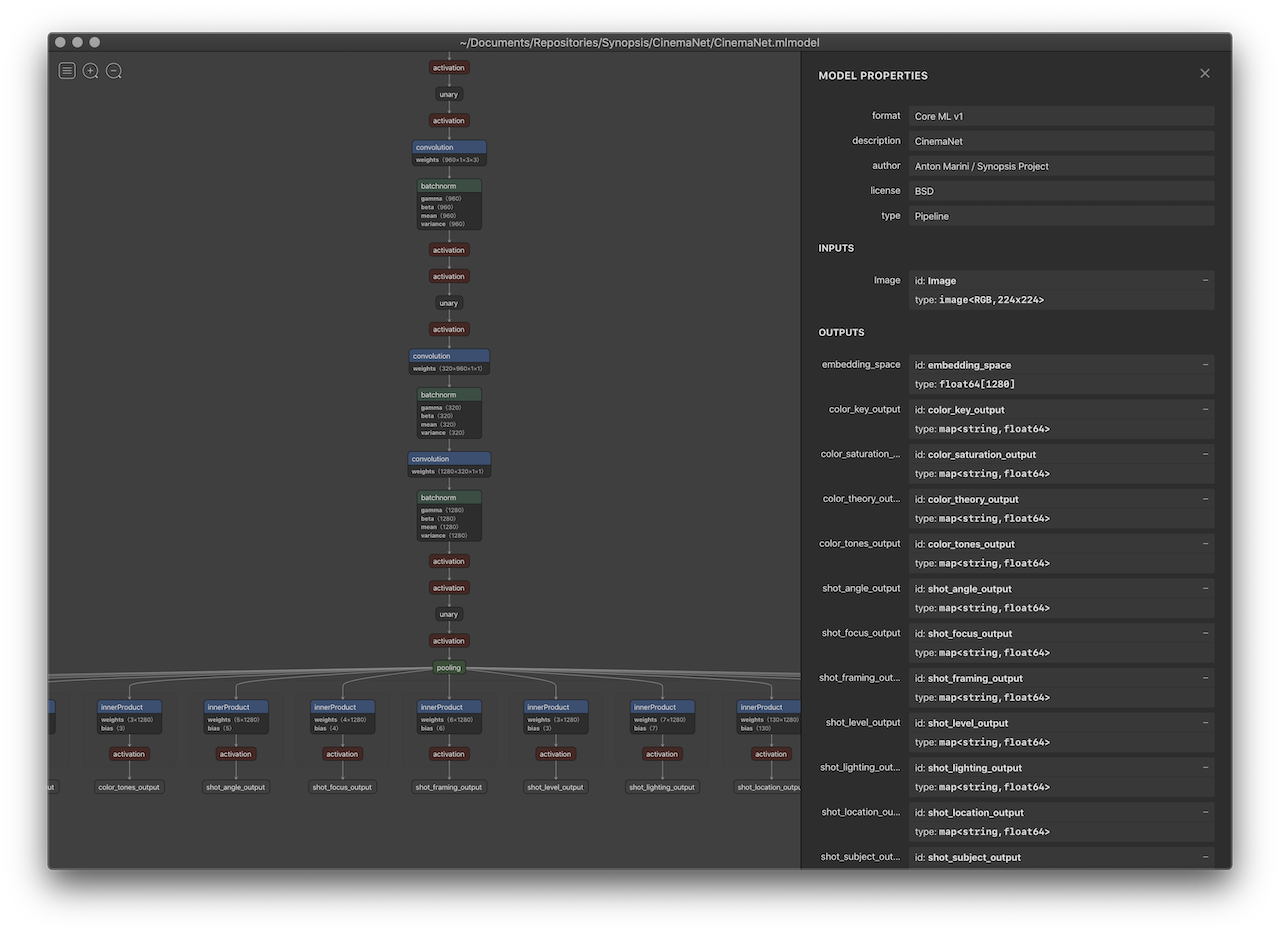 ~/Documents/Repositories/Synopsis/CinemaNet/CinemaNet.mlmodel
activation
unary
activation
convolution
weights ⟨960×1×3×3⟩
batchnorm
gamma ⟨960⟩
beta ⟨960⟩
mean ⟨960⟩
variance ⟨960⟩
activation
activation
unary
activation
convolution
weights ⟨320×960×1×1⟩
batchnorm
gamma ⟨320⟩
beta ⟨320⟩
mean ⟨320⟩
variance ⟨320⟩
convolution
weights ⟨1280×320×1×1⟩
batchnorm
gamma ⟨1280⟩
beta ⟨1280⟩
mean ⟨1280⟩
variance ⟨1280⟩
activation
activation
unary
activation
pooling
innerProduct innerProduct innerProduct innerProduct innerProduct innerProduct innerProduct
weights ⟨3×1280⟩ weights ⟨5×1280⟩ weights ⟨4×1280⟩ weights ⟨6×1280⟩ weights ⟨3×1280⟩ weights ⟨7×1280⟩ weights ⟨130×1280⟩
bias ⟨3⟩ bias ⟨5⟩ bias ⟨4⟩ bias ⟨6⟩ bias ⟨3⟩ bias ⟨7⟩ bias ⟨130⟩
activation activation activation activation activation activation activation
ut color_tones_output shot_angle_output shot_focus_output shot_framing_output shot_level_output shot_lighting_output shot_location_outpu
MODEL PROPERTIES
format Core ML v1
description CinemaNet
author Anton Marini / Synopsis Project
license BSD
type Pipeline
INPUTS
Image id: Image
type: image<RGB,224x224>
OUTPUTS
embedding_space id: embedding_space
type: float64[1280]
color_key_output id: color_key_output
type: map<string,float64>
color_saturation_... id: color_saturation_output
type: map<string,float64>
color_theory_out... id: color_theory_output
type: map<string,float64>
color_tones_output id: color_tones_output
type: map<string,float64>
shot_angle_output id: shot_angle_output
type: map<string,float64>
shot_focus_output id: shot_focus_output
type: map<string,float64>
shot_framing_out... id: shot_framing_output
type: map<string,float64>
shot_level_output id: shot_level_output
type: map<string,float64>
shot_lighting_out... id: shot_lighting_output
type: map<string,float64>
shot_location_ou... id: shot_location_output
type: map<string,float64>
shot_subject_out... id: shot_subject_output